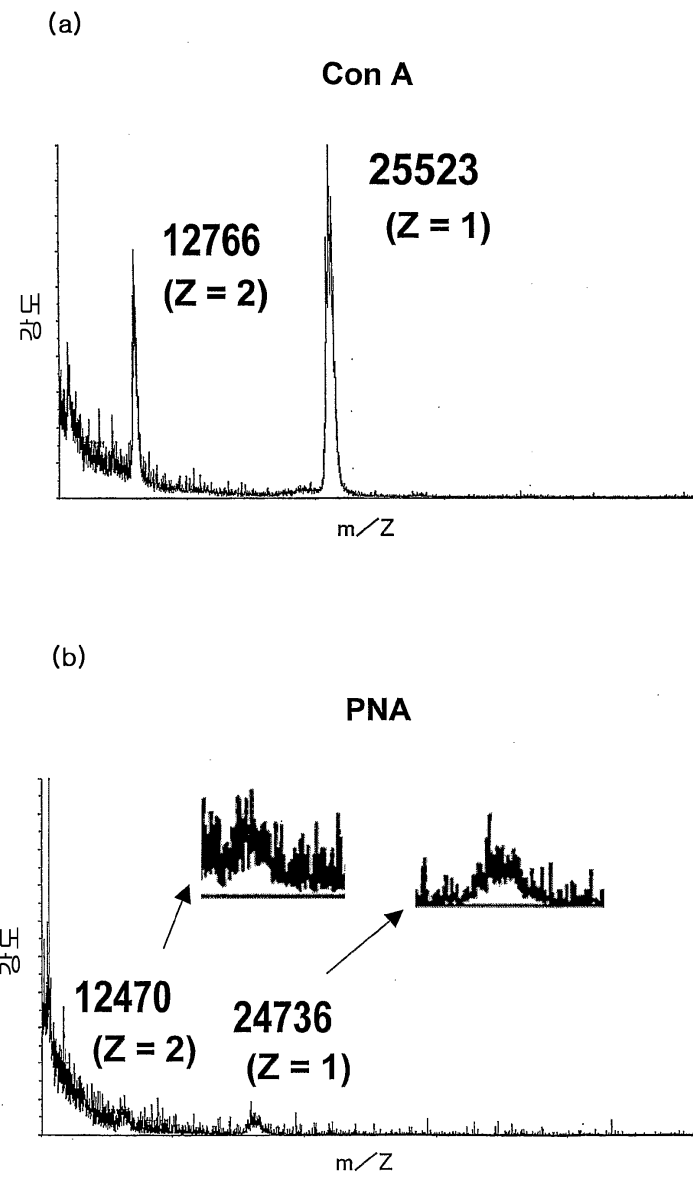 (a)
Con A
25523
(Z = 1)
12766
(Z = 2)
강도
m/Z
(b)
PNA
12470
(Z = 2)
24736
(Z = 1)
강도
m/Z